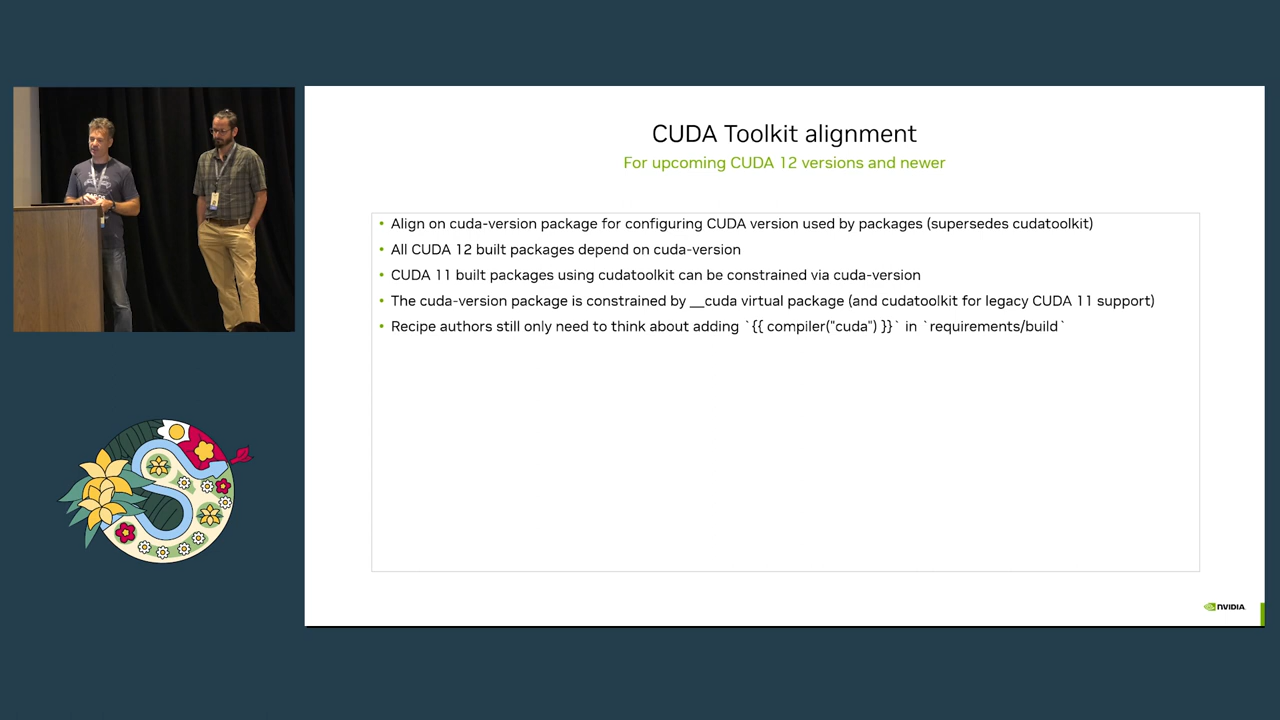 CUDA Toolkit alignment
For upcoming CUDA 12 versions and newer
• Align on cuda-version package for configuring CUDA version used by packages (supersedes cudatoolkit)
• All CUDA 12 built packages depend on cuda-version
• CUDA 11 built packages using cudatoolkit can be constrained via cuda-version
• The cuda-version package is constrained by __cuda virtual package (and cudatoolkit for legacy CUDA 11 support)
• Recipe authors still only need to think about adding `{{ compiler("cuda") }}` in `requirements/build`
NVIDIA